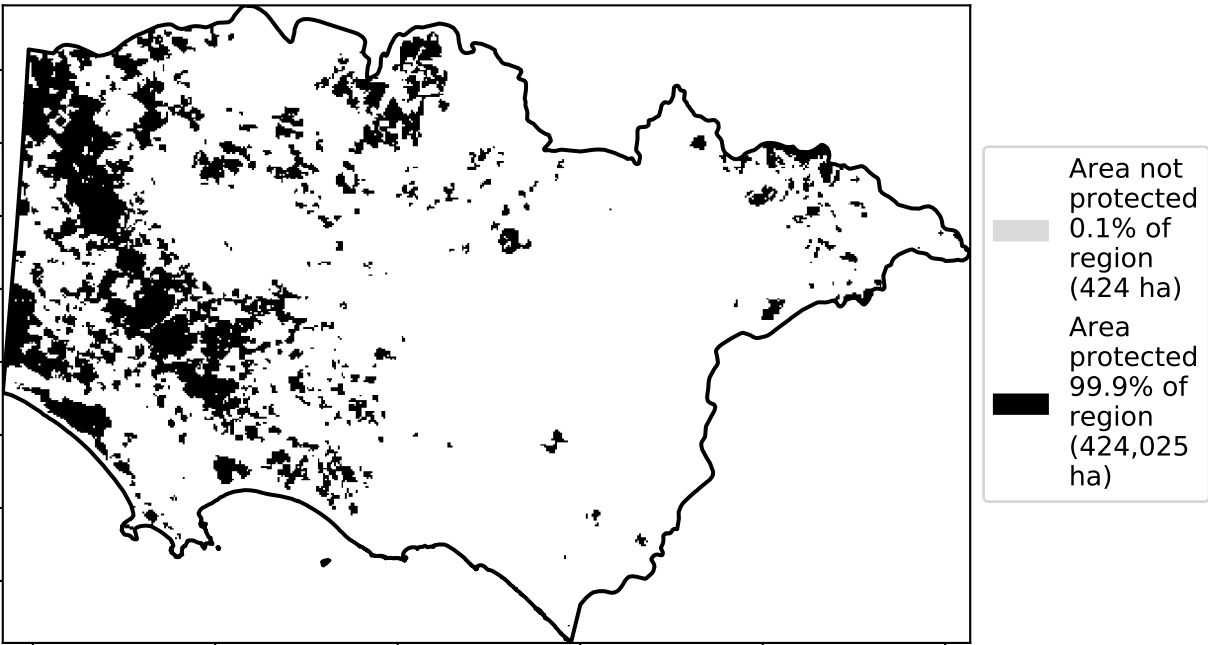 Area not
protected
0.1% of
region
(424 ha)
Area
protected
99.9% of
region
(424,025
ha)